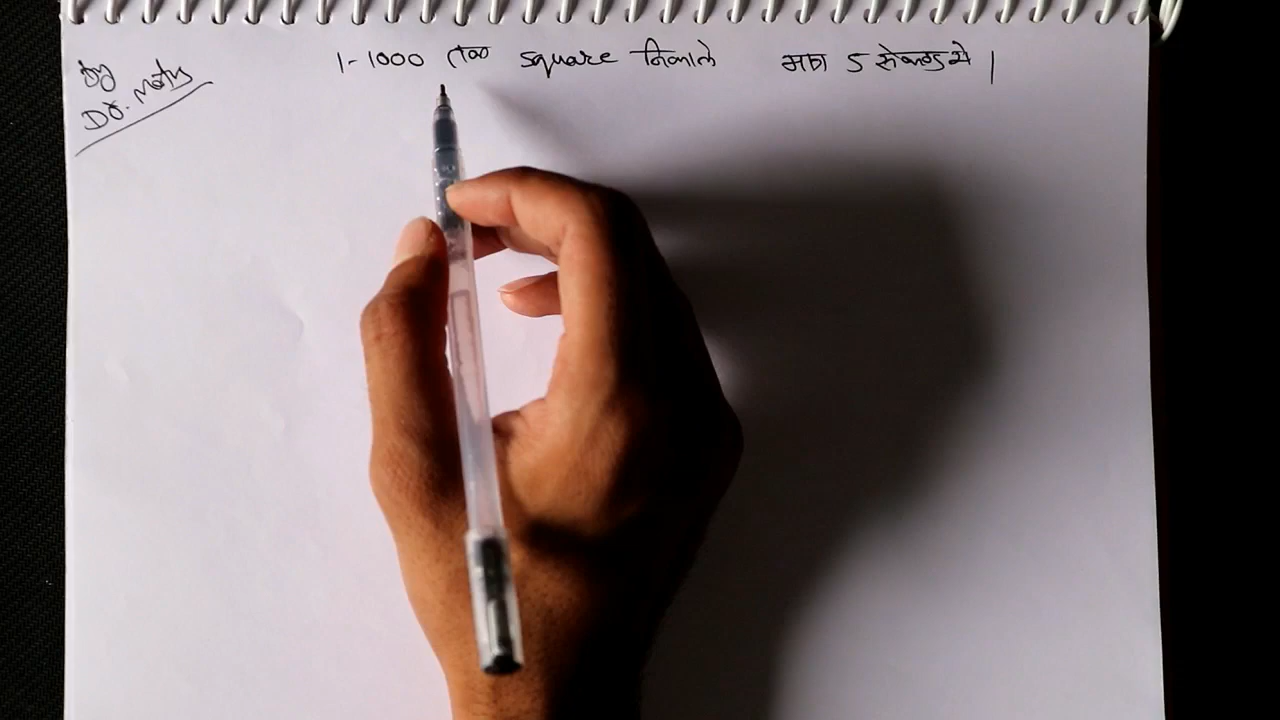 By
Dr. Maths
1-1000 तक square निकाले मात्र 5 सेकण्ड मे ।